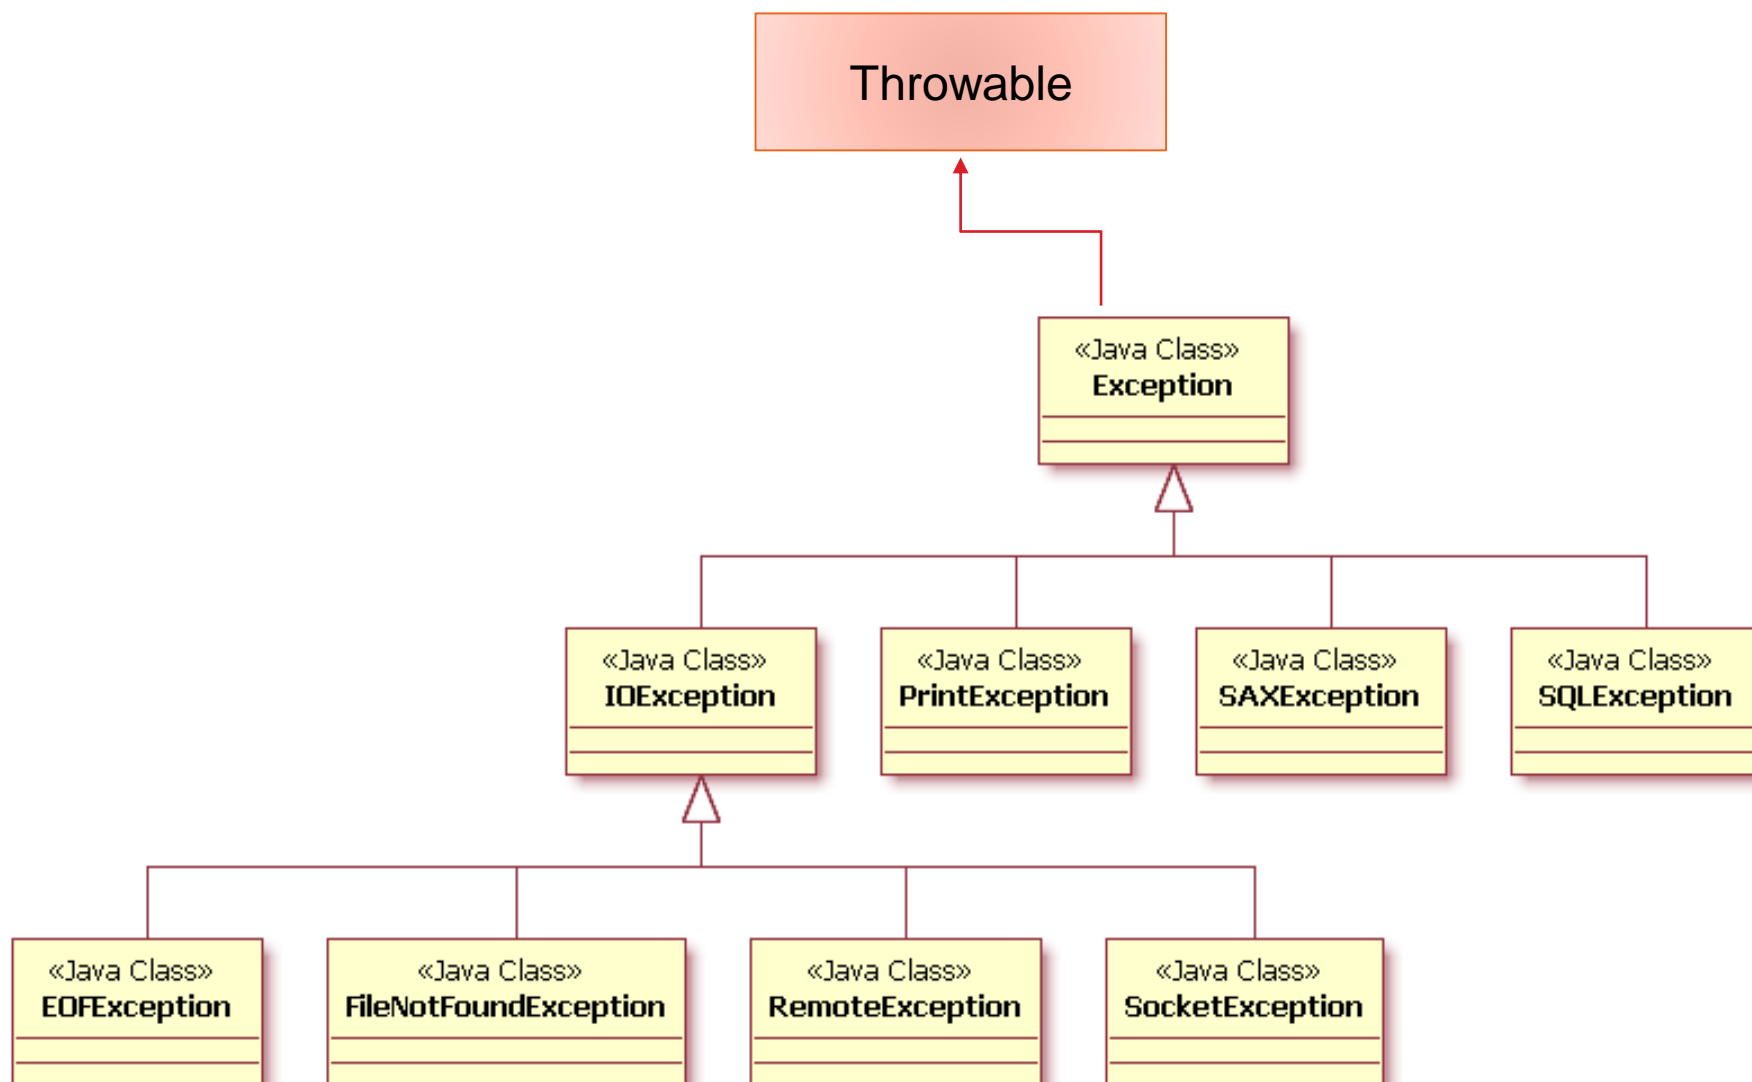 Throwable
«Java Class»
Exception
«Java Class»
IOException
«Java Class»
PrintException
«Java Class»
SAXException
«Java Class»
SQLException
«Java Class»
EOFException
«Java Class»
FileNotFoundException
«Java Class»
RemoteException
«Java Class»
SocketException